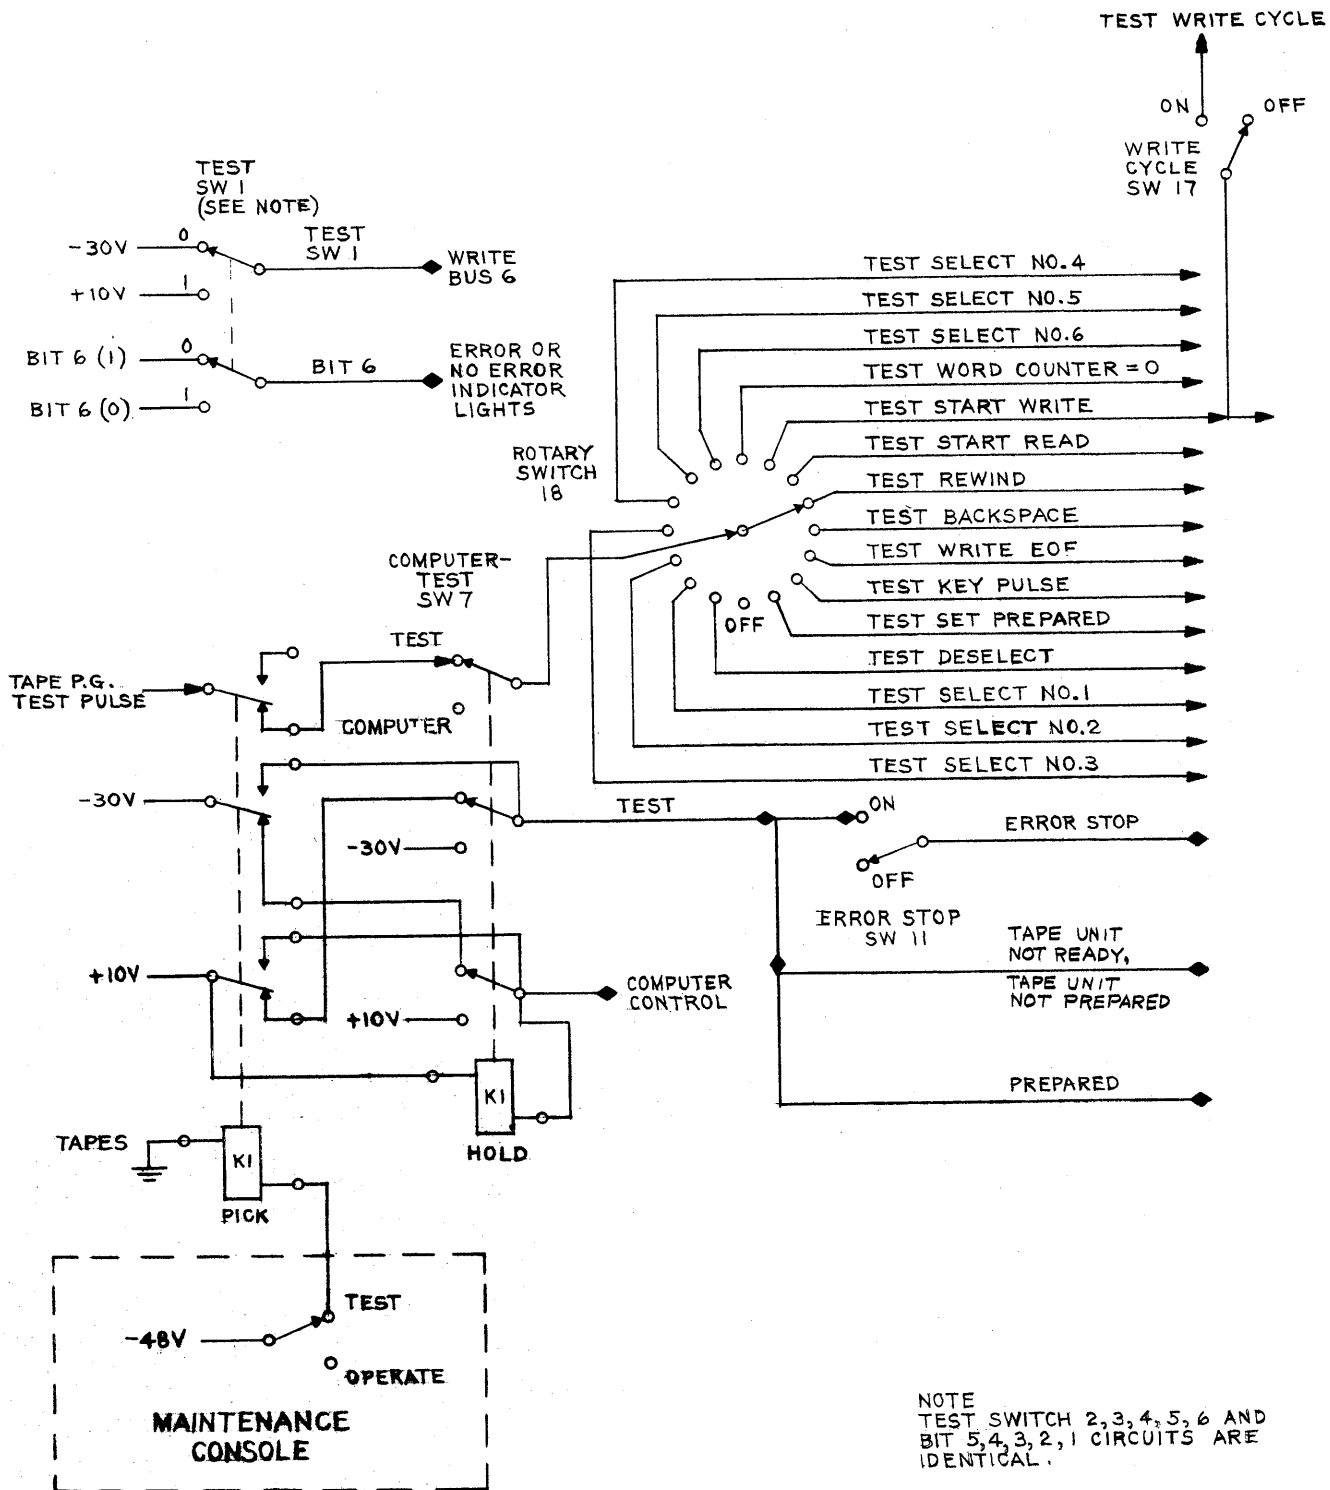 TEST WRITE CYCLE
ON
OFF
WRITE
CYCLE
SW 17
TEST
SW 1
(SEE NOTE)
-30V
0
TEST
SW 1
WRITE
BUS 6
+10V
1
BIT 6 (1)
0
BIT 6
ERROR OR
NO ERROR
INDICATOR
LIGHTS
BIT 6 (0)
1
TEST SELECT NO.4
TEST SELECT NO.5
TEST SELECT NO.6
TEST WORD COUNTER = 0
TEST START WRITE
TEST START READ
TEST REWIND
TEST BACKSPACE
TEST WRITE EOF
TEST KEY PULSE
TEST SET PREPARED
TEST DESELECT
TEST SELECT NO.1
TEST SELECT NO.2
TEST SELECT NO.3
ROTARY
SWITCH
18
OFF
COMPUTER-
TEST
SW 7
TEST
TAPE P.G.
TEST PULSE
COMPUTER
-30V
TEST
ON
ERROR STOP
-30V
OFF
ERROR STOP
SW 11
TAPE UNIT
NOT READY,
TAPE UNIT
NOT PREPARED
+10V
COMPUTER
CONTROL
+10V
PREPARED
K1
HOLD
TAPES
K1
PICK
TEST
-48V
OPERATE
MAINTENANCE
CONSOLE
NOTE
TEST SWITCH 2,3,4,5,6 AND
BIT 5,4,3,2,1 CIRCUITS ARE
IDENTICAL.